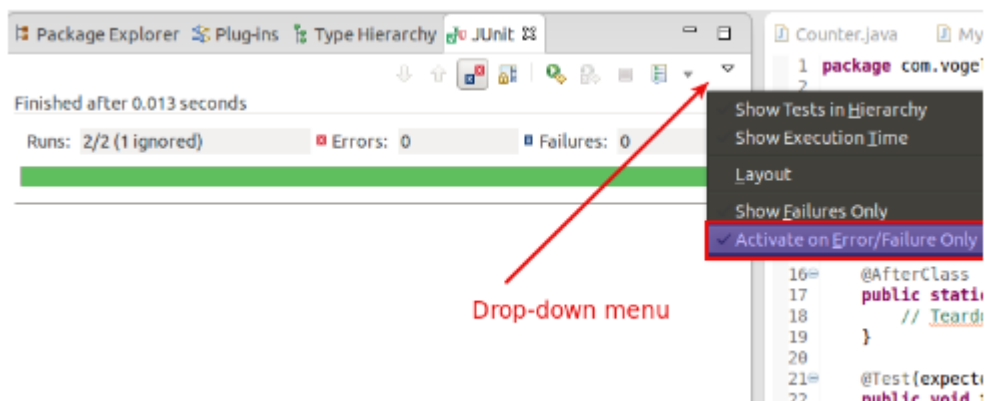 Package Explorer Plug-ins Type Hierarchy JUnit
Counter.java My
Finished after 0.013 seconds
Runs: 2/2 (1 ignored) Errors: 0 Failures: 0
1 package com.vogel
2
Show Tests in Hierarchy
Show Execution Time
Layout
Show Failures Only
Activate on Error/Failure Only
Drop-down menu
16 @AfterClass
17 public stati
18 // Teard
19 }
20
21 @Test(expect
22 public void